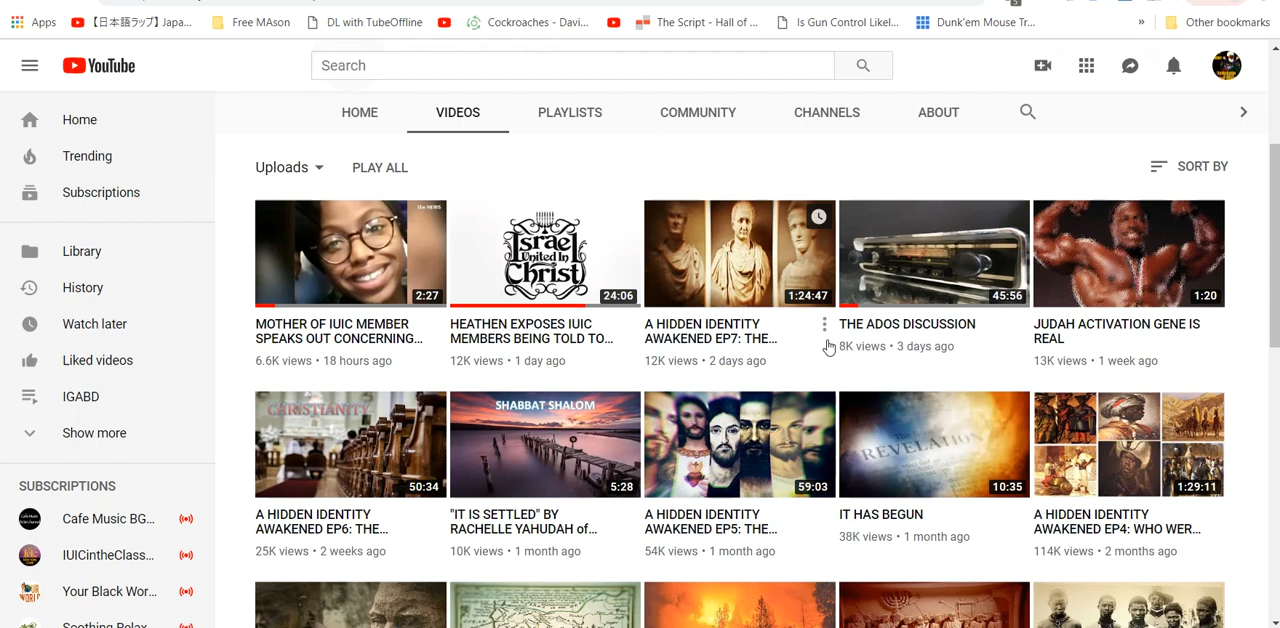 Apps
【日本語ラップ】Japa...
Free MAson
DL with TubeOffline
Cockroaches - Davi...
The Script - Hall of ...
Is Gun Control Likel...
Dunk'em Mouse Tr...
»
Other bookmarks
YouTube
Search
HOME
VIDEOS
PLAYLISTS
COMMUNITY
CHANNELS
ABOUT
Home
Trending
Subscriptions
Library
History
Watch later
Liked videos
IGABD
Show more
SUBSCRIPTIONS
Cafe Music BG...
IUICintheClass...
Your Black Wor...
Soothing Relax...
Uploads
PLAY ALL
SORT BY
itv NEWS
2:27
MOTHER OF IUIC MEMBER
SPEAKS OUT CONCERNING...
6.6K views • 18 hours ago
Israel
United In
Christ
24:06
HEATHEN EXPOSES IUIC
MEMBERS BEING TOLD TO...
12K views • 1 day ago
1:24:47
A HIDDEN IDENTITY
AWAKENED EP7: THE...
12K views • 2 days ago
45:56
THE ADOS DISCUSSION
8K views • 3 days ago
1:20
JUDAH ACTIVATION GENE IS
REAL
13K views • 1 week ago
CHRISTIANITY
50:34
A HIDDEN IDENTITY
AWAKENED EP6: THE...
25K views • 2 weeks ago
SHABBAT SHALOM
5:28
"IT IS SETTLED" BY
RACHELLE YAHUDAH of...
10K views • 1 month ago
59:03
A HIDDEN IDENTITY
AWAKENED EP5: THE...
54K views • 1 month ago
REVELATION
10:35
IT HAS BEGUN
38K views • 1 month ago
1:29:11
A HIDDEN IDENTITY
AWAKENED EP4: WHO WER...
114K views • 2 months ago